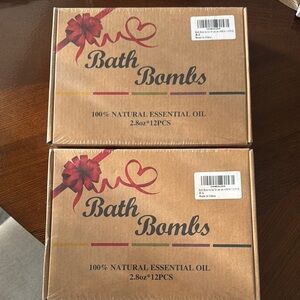 Bath
Bombs
100% NATURAL ESSENTIAL OIL
2.8oz*12PCS
Bath
Bombs
100% NATURAL ESSENTIAL OIL
2.8oz*12PCS